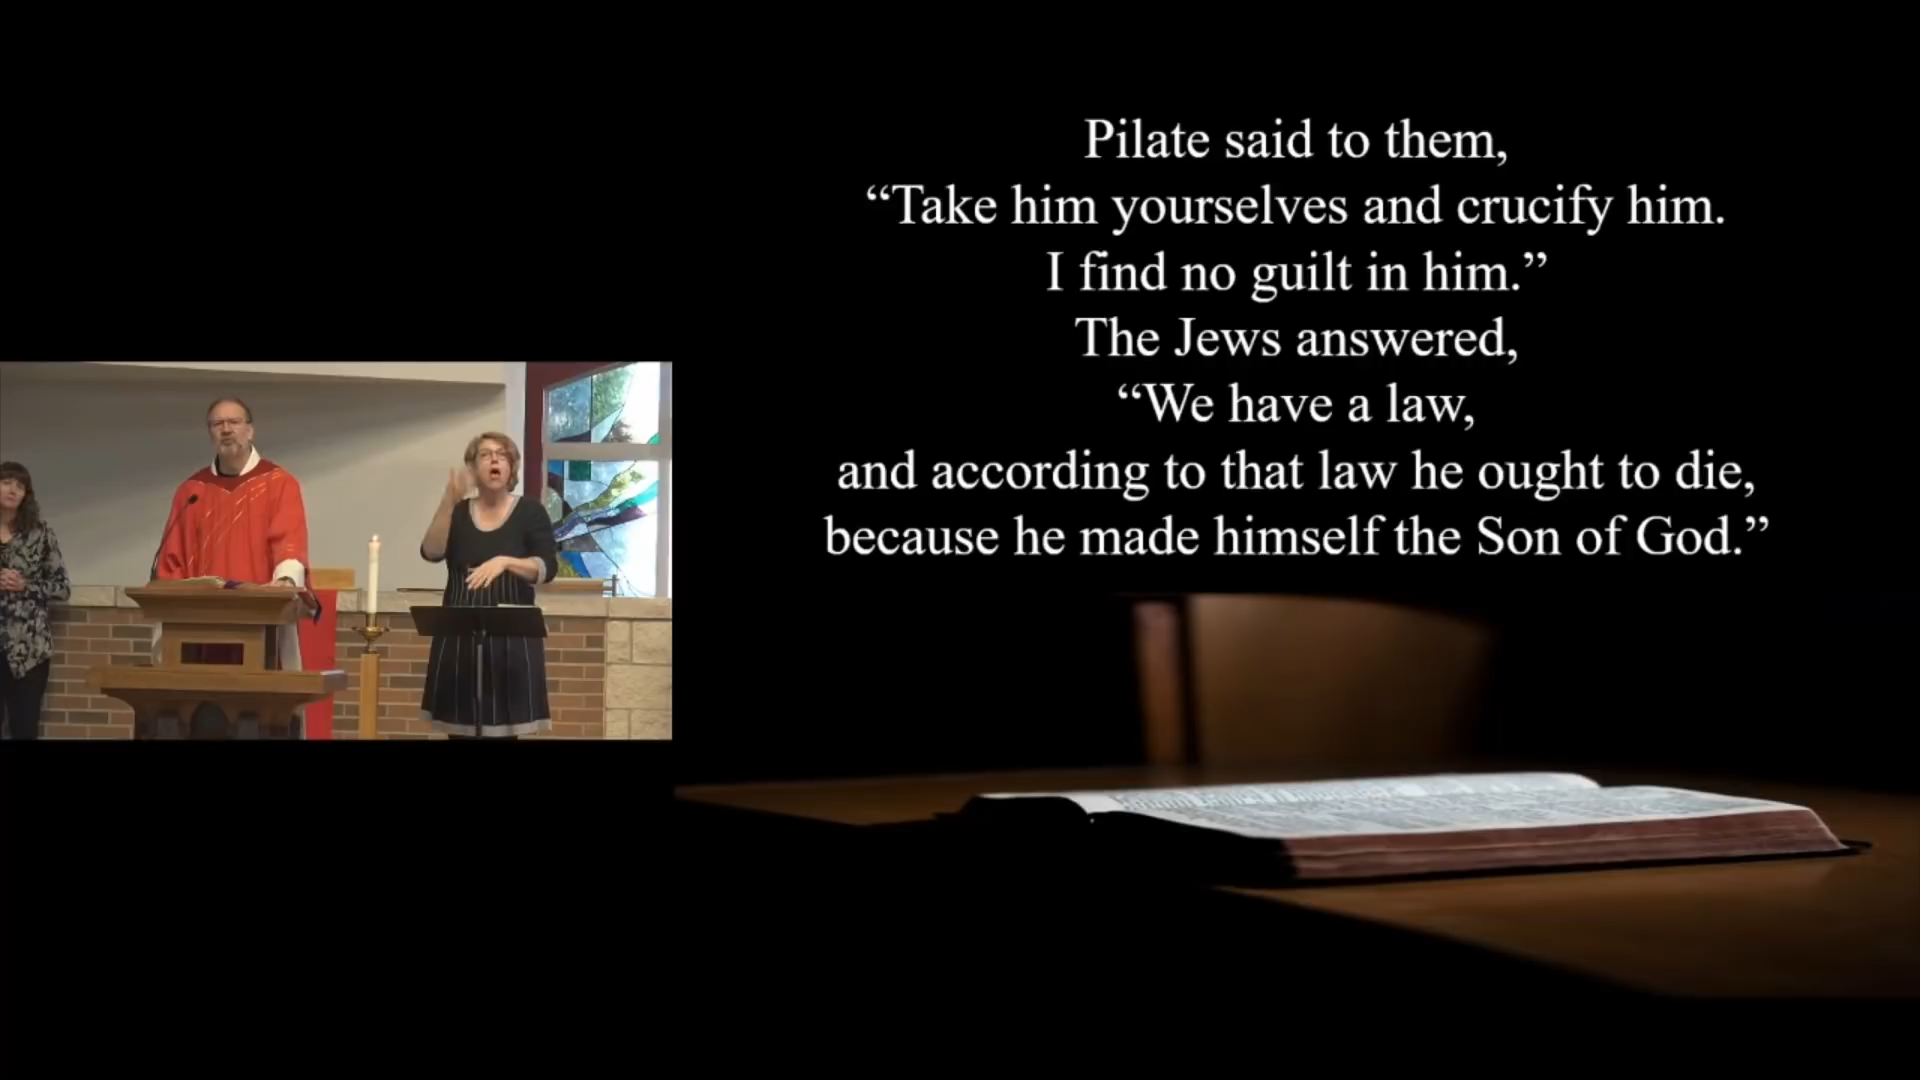 Pilate said to them,
“Take him yourselves and crucify him.
I find no guilt in him.”
The Jews answered,
“We have a law,
and according to that law he ought to die,
because he made himself the Son of God.”